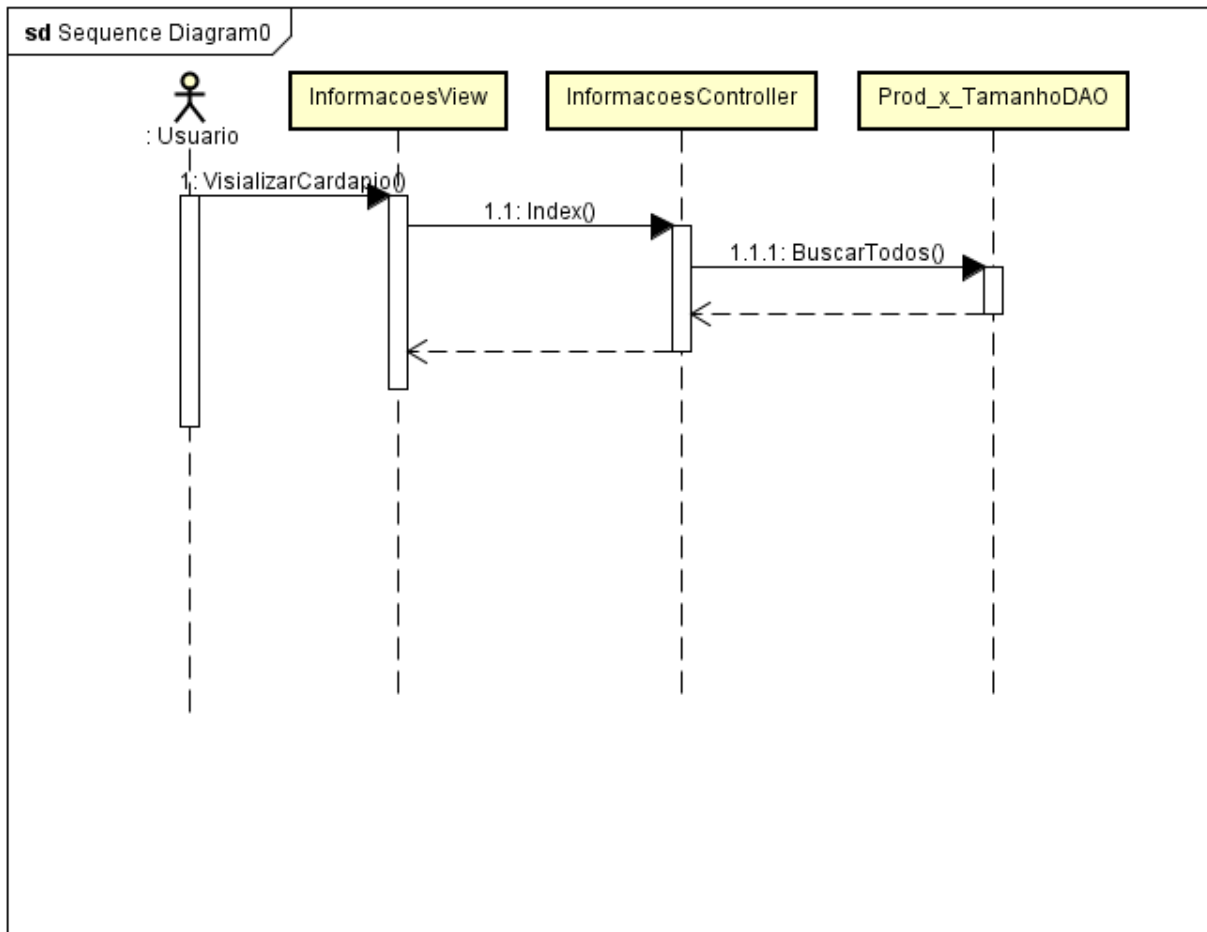 sd Sequence Diagram0
: Usuario
InformacoesView
InformacoesController
Prod_x_TamanhoDAO
1: VisializarCardapio()
1.1: Index()
1.1.1: BuscarTodos()